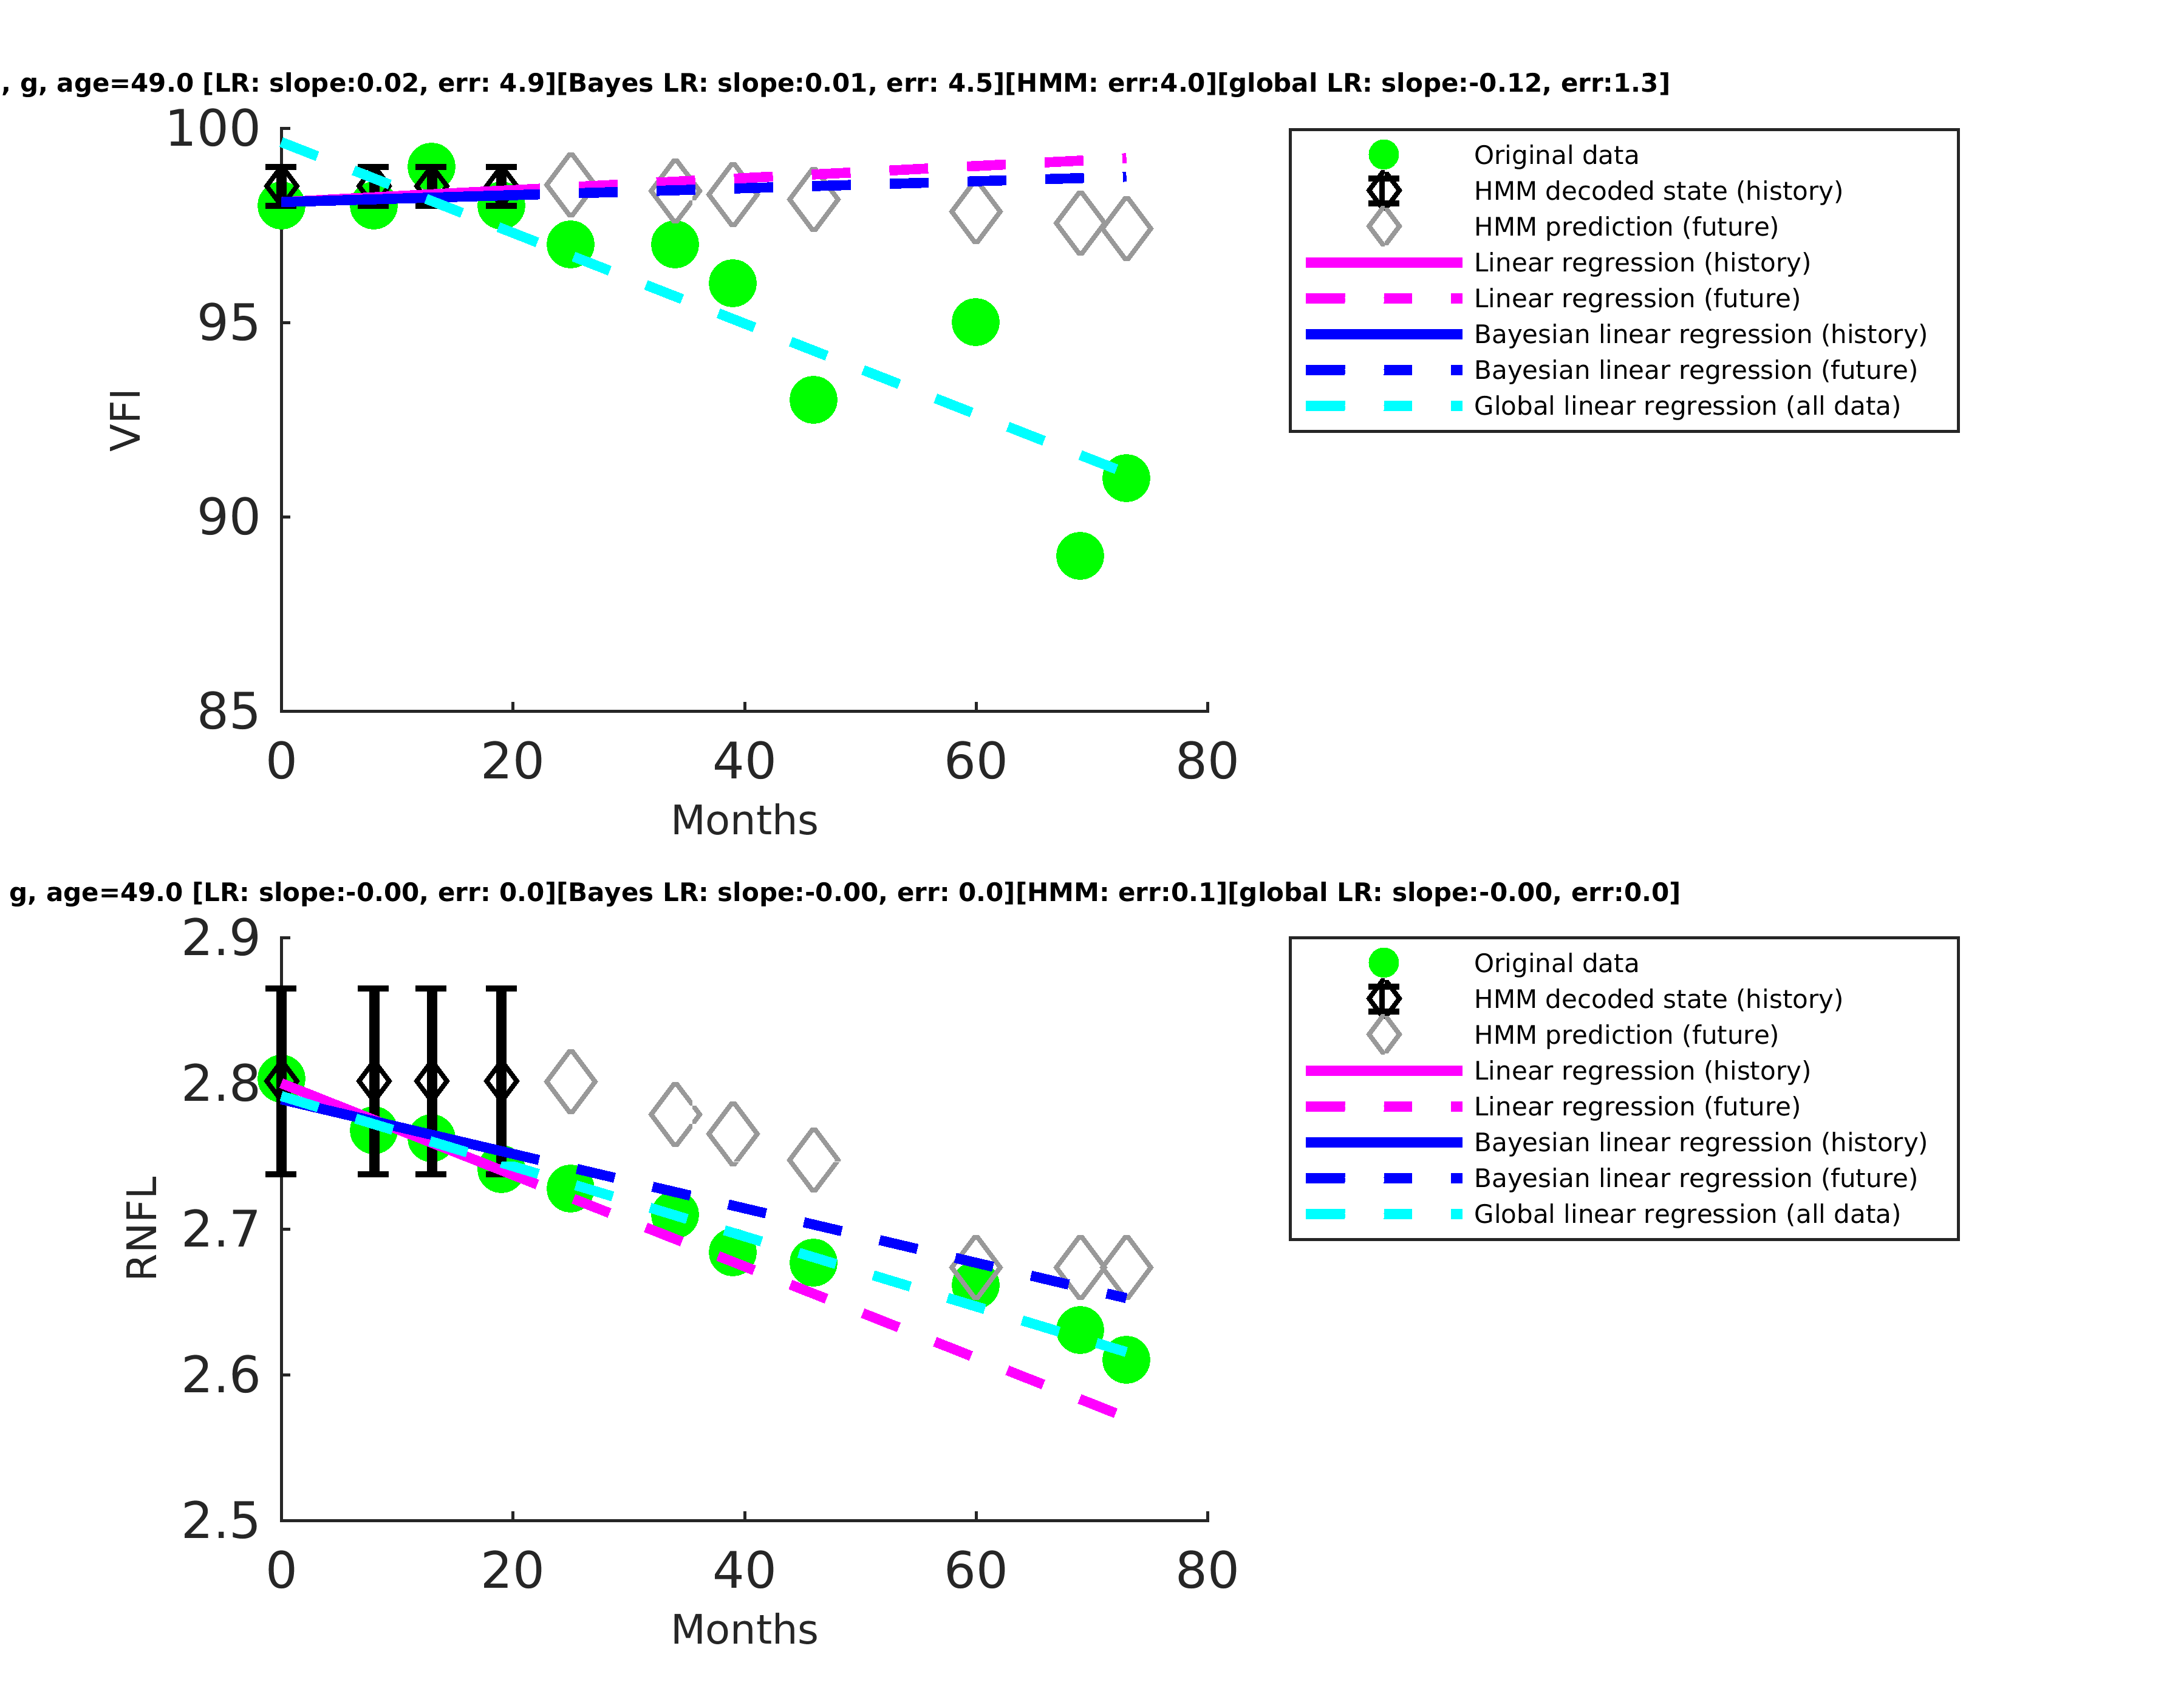 , g, age=49.0 [LR: slope:0.02, err: 4.9][Bayes LR: slope:0.01, err: 4.5][HMM: err:4.0][global LR: slope:-0.12, err:1.3]
100
95
90
85
VFI
0 20 40 60 80
Months
Original data
HMM decoded state (history)
HMM prediction (future)
Linear regression (history)
Linear regression (future)
Bayesian linear regression (history)
Bayesian linear regression (future)
Global linear regression (all data)
g, age=49.0 [LR: slope:-0.00, err: 0.0][Bayes LR: slope:-0.00, err: 0.0][HMM: err:0.1][global LR: slope:-0.00, err:0.0]
2.9
2.8
2.7
2.6
2.5
RNFL
0 20 40 60 80
Months
Original data
HMM decoded state (history)
HMM prediction (future)
Linear regression (history)
Linear regression (future)
Bayesian linear regression (history)
Bayesian linear regression (future)
Global linear regression (all data)